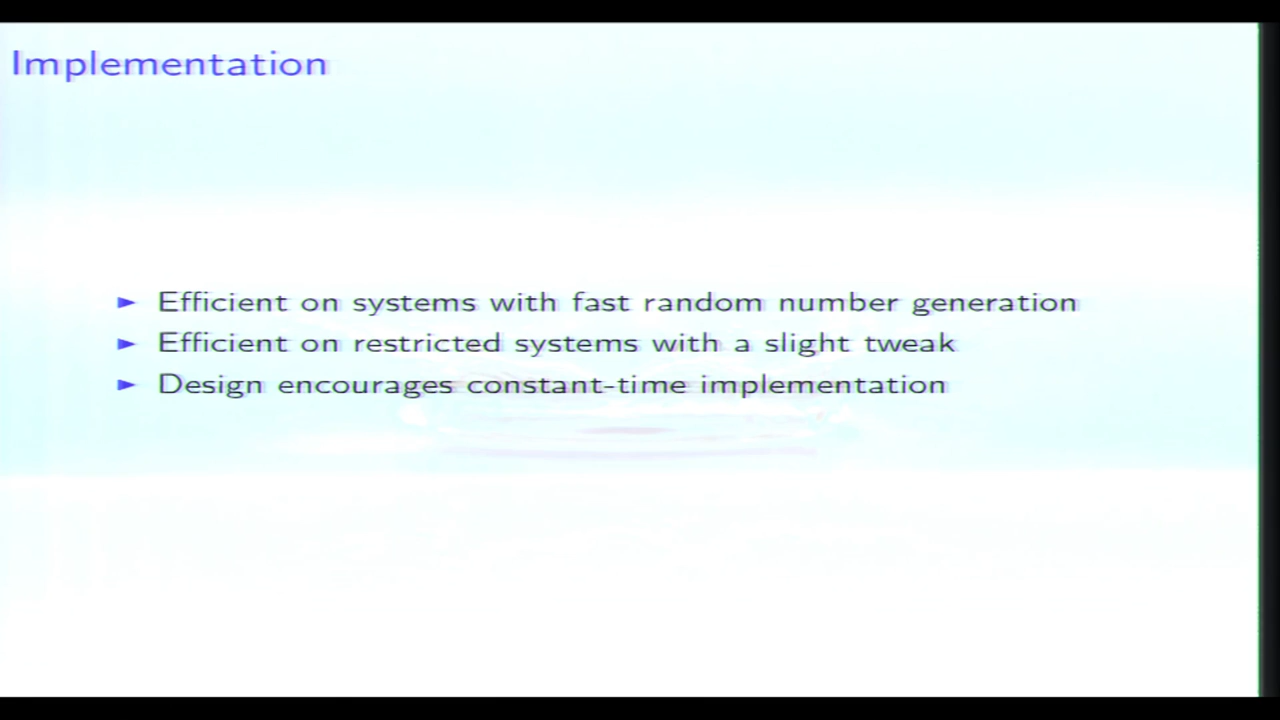 Implementation
► Efficient on systems with fast random number generation
► Efficient on restricted systems with a slight tweak
► Design encourages constant-time implementation